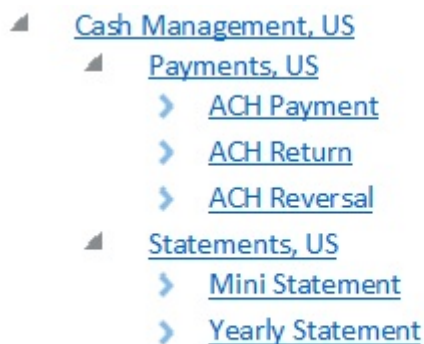 Cash Management, US
Payments, US
ACH Payment
ACH Return
ACH Reversal
Statements, US
Mini Statement
Yearly Statement